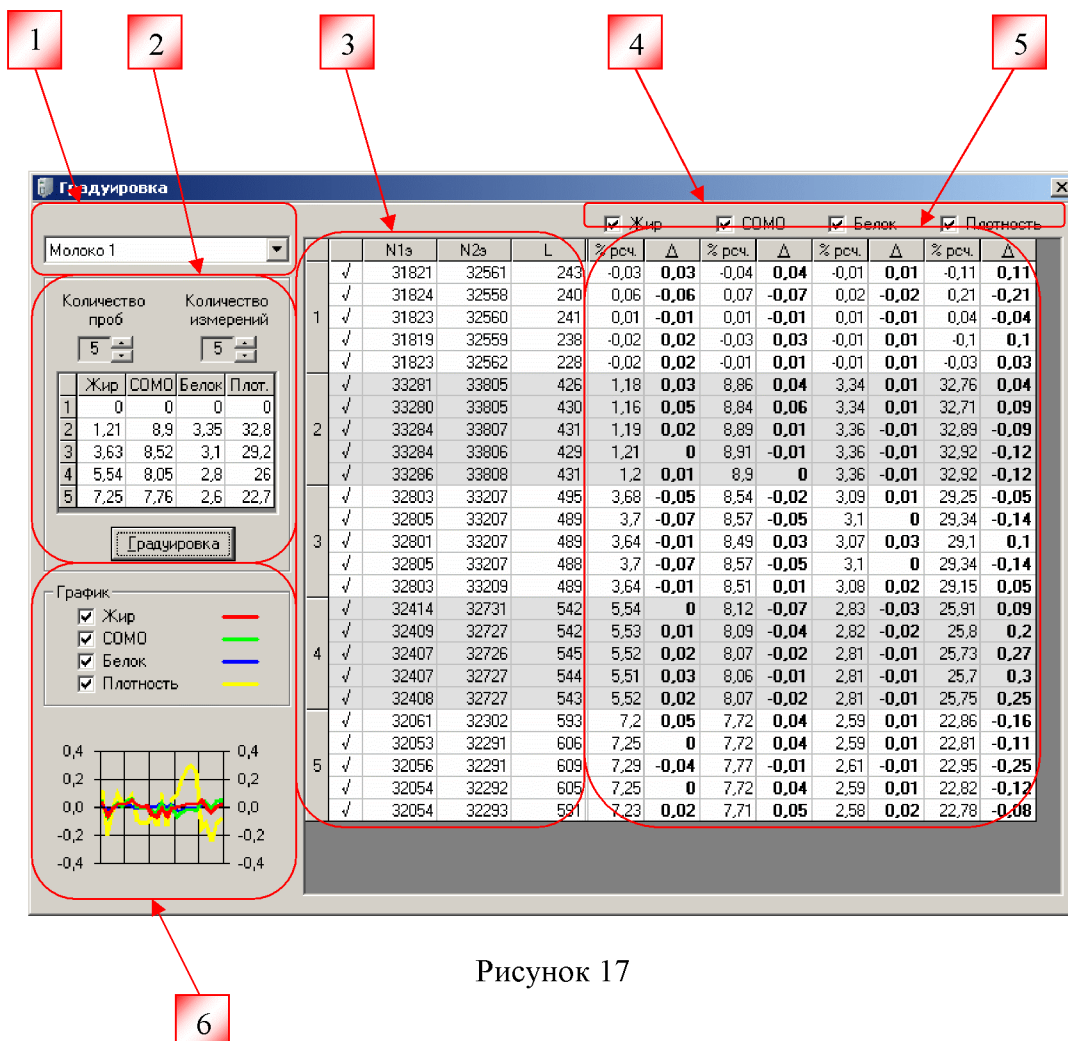 1 2 3 4 5
Градуировка
Жир СОМО Белок Плотность
Молоко 1
Количество проб
Количество измерений
5 5
Жир СОМО Белок Плот.
1 0 0 0 0
2 1,21 8,9 3,35 32,8
3 3,63 8,52 3,1 29,2
4 5,54 8,05 2,8 26
5 7,25 7,76 2,6 22,7
Градуировка
График
Жир
СОМО
Белок
Плотность
0,4 0,4
0,2 0,2
0,0 0,0
-0,2 -0,2
-0,4 -0,4
N1э N2э L % рсч. Δ % рсч. Δ % рсч. Δ % рсч. Δ
√ 31821 32561 243 -0,03 0,03 -0,04 0,04 -0,01 0,01 -0,11 0,11
√ 31824 32558 240 0,06 -0,06 0,07 -0,07 0,02 -0,02 0,21 -0,21
1 √ 31823 32560 241 0,01 -0,01 0,01 -0,01 0,01 -0,01 0,04 -0,04
√ 31819 32559 238 -0,02 0,02 -0,03 0,03 -0,01 0,01 -0,1 0,1
√ 31823 32562 228 -0,02 0,02 -0,01 0,01 -0,01 0,01 -0,03 0,03
√ 33281 33805 426 1,18 0,03 8,86 0,04 3,34 0,01 32,76 0,04
√ 33280 33805 430 1,16 0,05 8,84 0,06 3,34 0,01 32,71 0,09
2 √ 33284 33807 431 1,19 0,02 8,89 0,01 3,36 -0,01 32,89 -0,09
√ 33284 33806 429 1,21 0 8,91 -0,01 3,36 -0,01 32,92 -0,12
√ 33286 33808 431 1,2 0,01 8,9 0 3,36 -0,01 32,92 -0,12
√ 32803 33207 495 3,68 -0,05 8,54 -0,02 3,09 0,01 29,25 -0,05
√ 32805 33207 489 3,7 -0,07 8,57 -0,05 3,1 0 29,34 -0,14
3 √ 32801 33207 489 3,64 -0,01 8,49 0,03 3,07 0,03 29,1 0,1
√ 32805 33207 488 3,7 -0,07 8,57 -0,05 3,1 0 29,34 -0,14
√ 32803 33209 489 3,64 -0,01 8,51 0,01 3,08 0,02 29,15 0,05
√ 32414 32731 542 5,54 0 8,12 -0,07 2,83 -0,03 25,91 0,09
√ 32409 32727 542 5,53 0,01 8,09 -0,04 2,82 -0,02 25,8 0,2
4 √ 32407 32726 545 5,52 0,02 8,07 -0,02 2,81 -0,01 25,73 0,27
√ 32407 32727 544 5,51 0,03 8,06 -0,01 2,81 -0,01 25,7 0,3
√ 32408 32727 543 5,52 0,02 8,07 -0,02 2,81 -0,01 25,75 0,25
√ 32061 32302 593 7,2 0,05 7,72 0,04 2,59 0,01 22,86 -0,16
√ 32053 32291 606 7,25 0 7,72 0,04 2,59 0,01 22,81 -0,11
5 √ 32056 32291 609 7,29 -0,04 7,77 -0,01 2,61 -0,01 22,95 -0,25
√ 32054 32292 605 7,25 0 7,72 0,04 2,59 0,01 22,82 -0,12
√ 32054 32293 591 7,23 0,02 7,71 0,05 2,58 0,02 22,78 -0,08
Рисунок 17
6